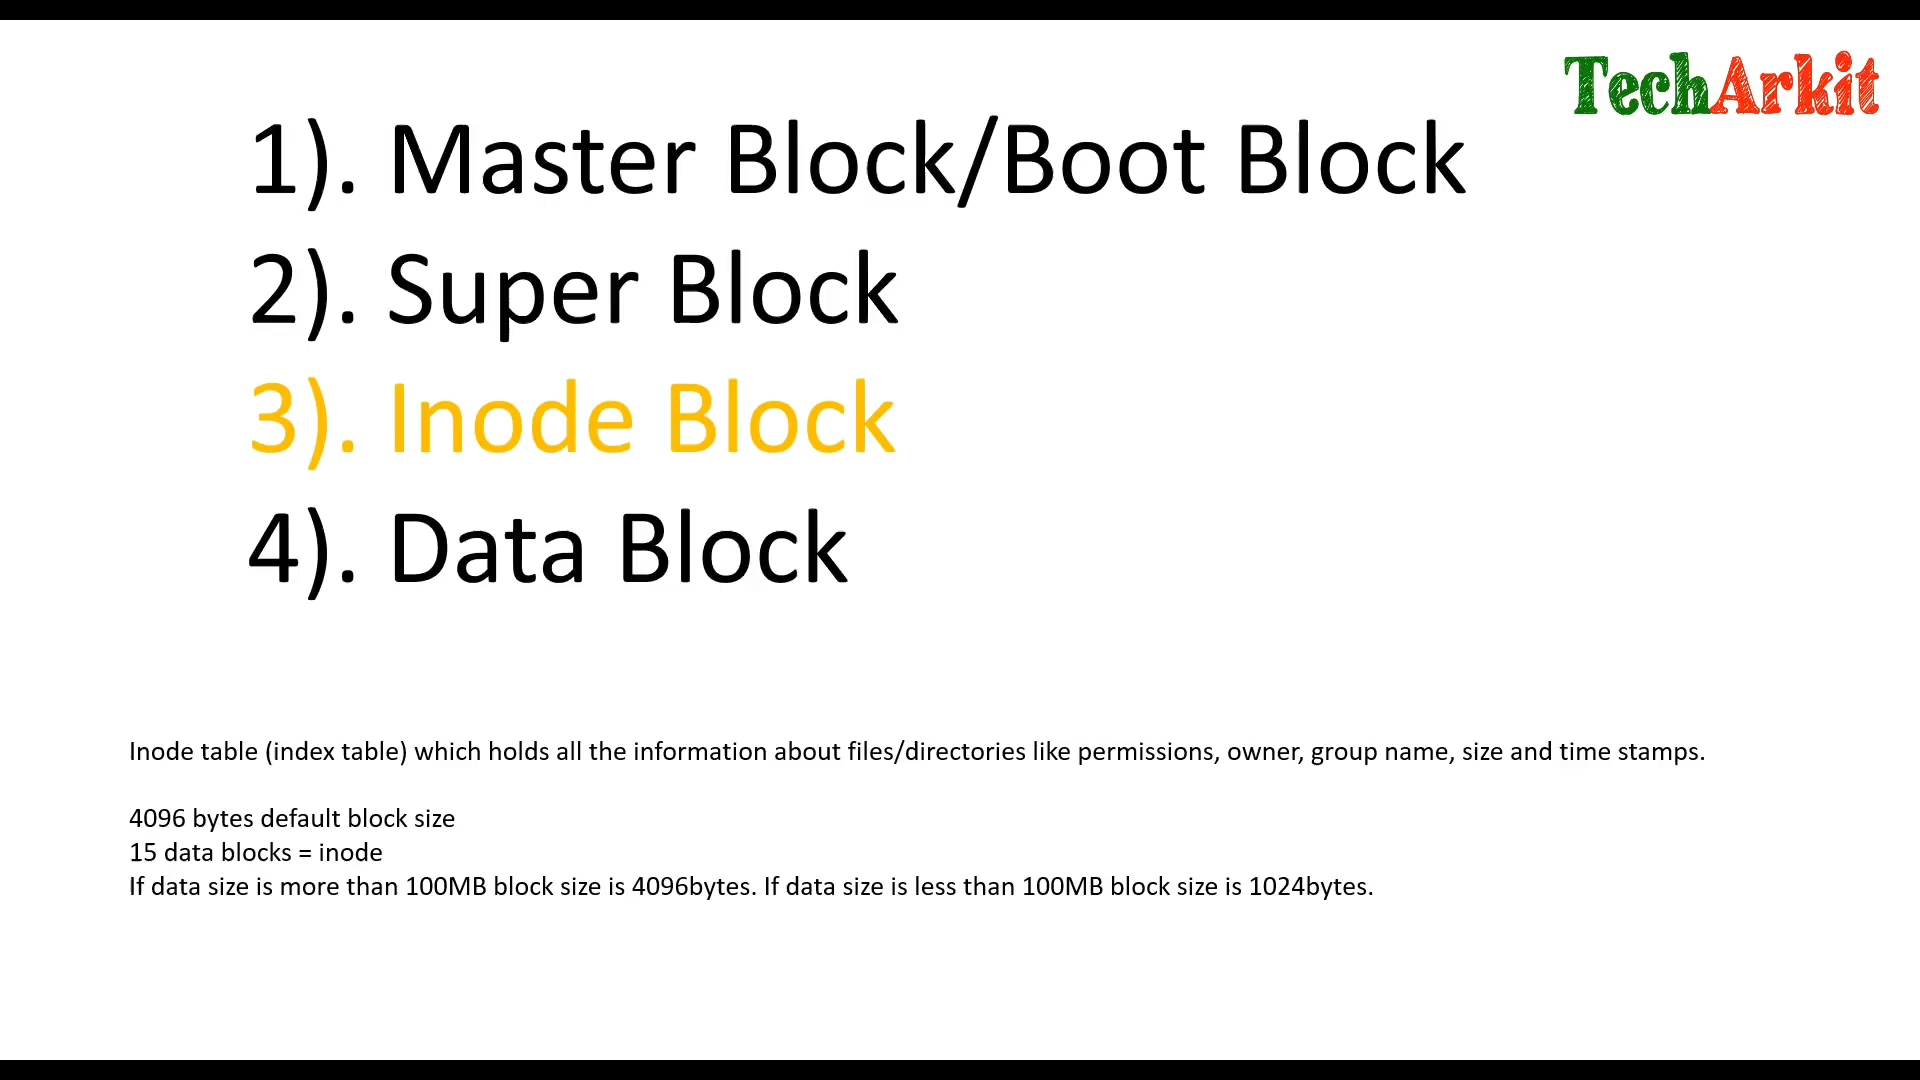 TechArkit
1). Master Block/Boot Block
2). Super Block
3). Inode Block
4). Data Block
Inode table (index table) which holds all the information about files/directories like permissions, owner, group name, size and time stamps.
4096 bytes default block size
15 data blocks = inode
If data size is more than 100MB block size is 4096bytes. If data size is less than 100MB block size is 1024bytes.